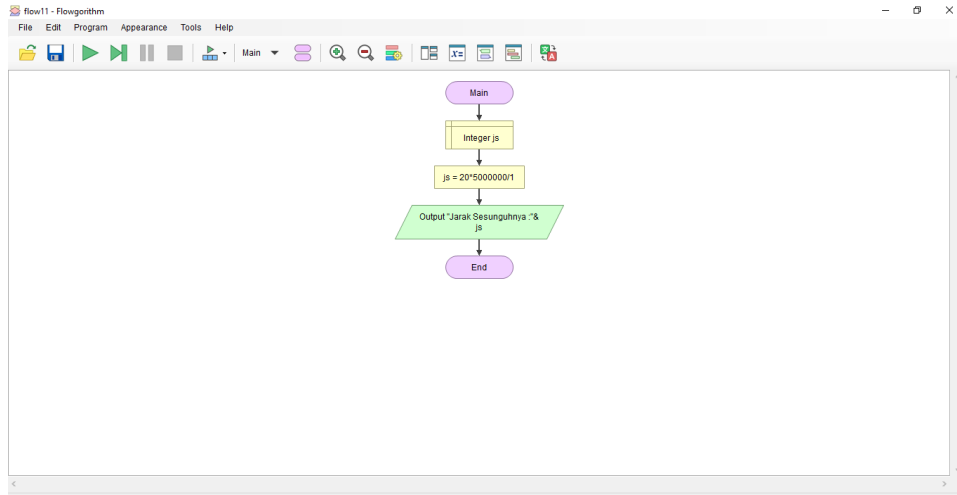 flow11 - Flowgorithm
File Edit Program Appearance Tools Help
Main
x=
Main
Integer js
js = 20*5000000/1
Output "Jarak Sesunguhnya :"&
js
End